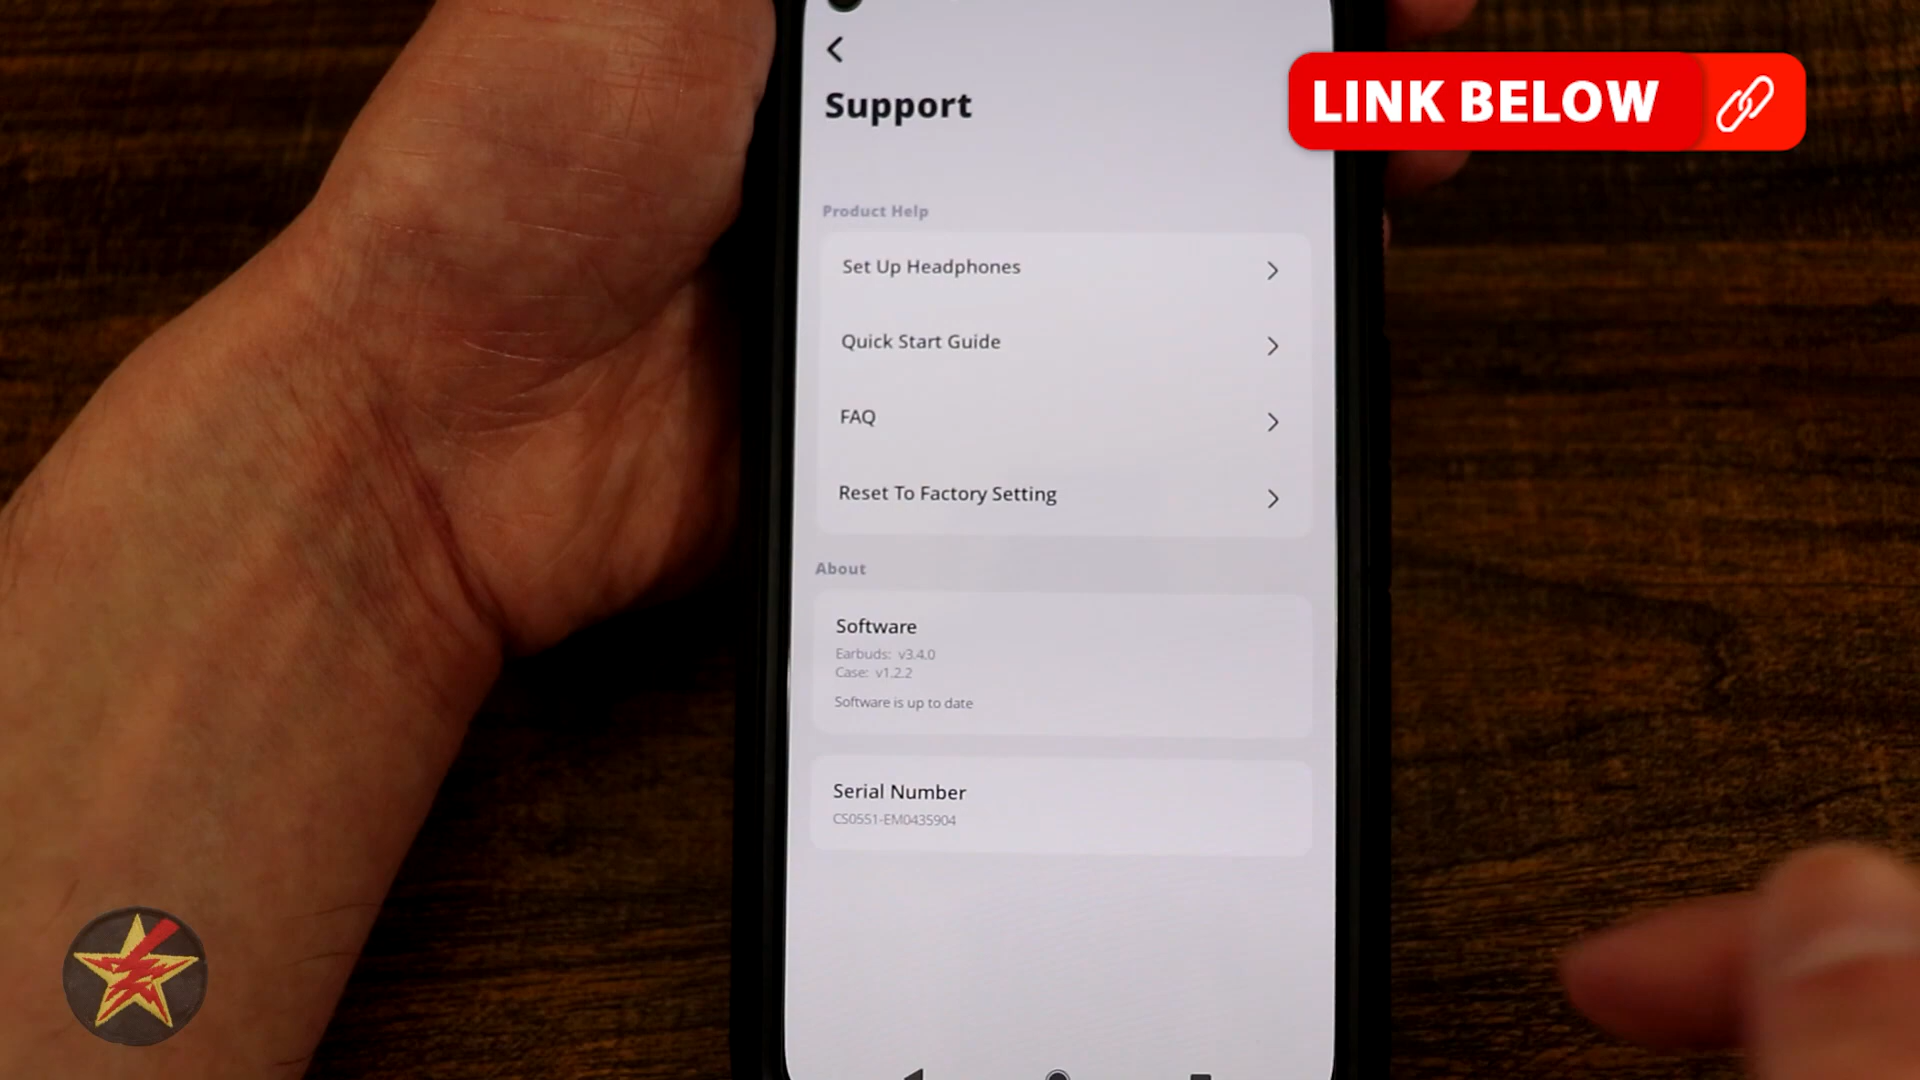 LINK BELOW
Support
Product Help
Set Up Headphones
Quick Start Guide
FAQ
Reset To Factory Setting
About
Software
Earbuds: v3.4.0
Case: v1.2.2
Software is up to date
Serial Number
CS0551-EM0435904